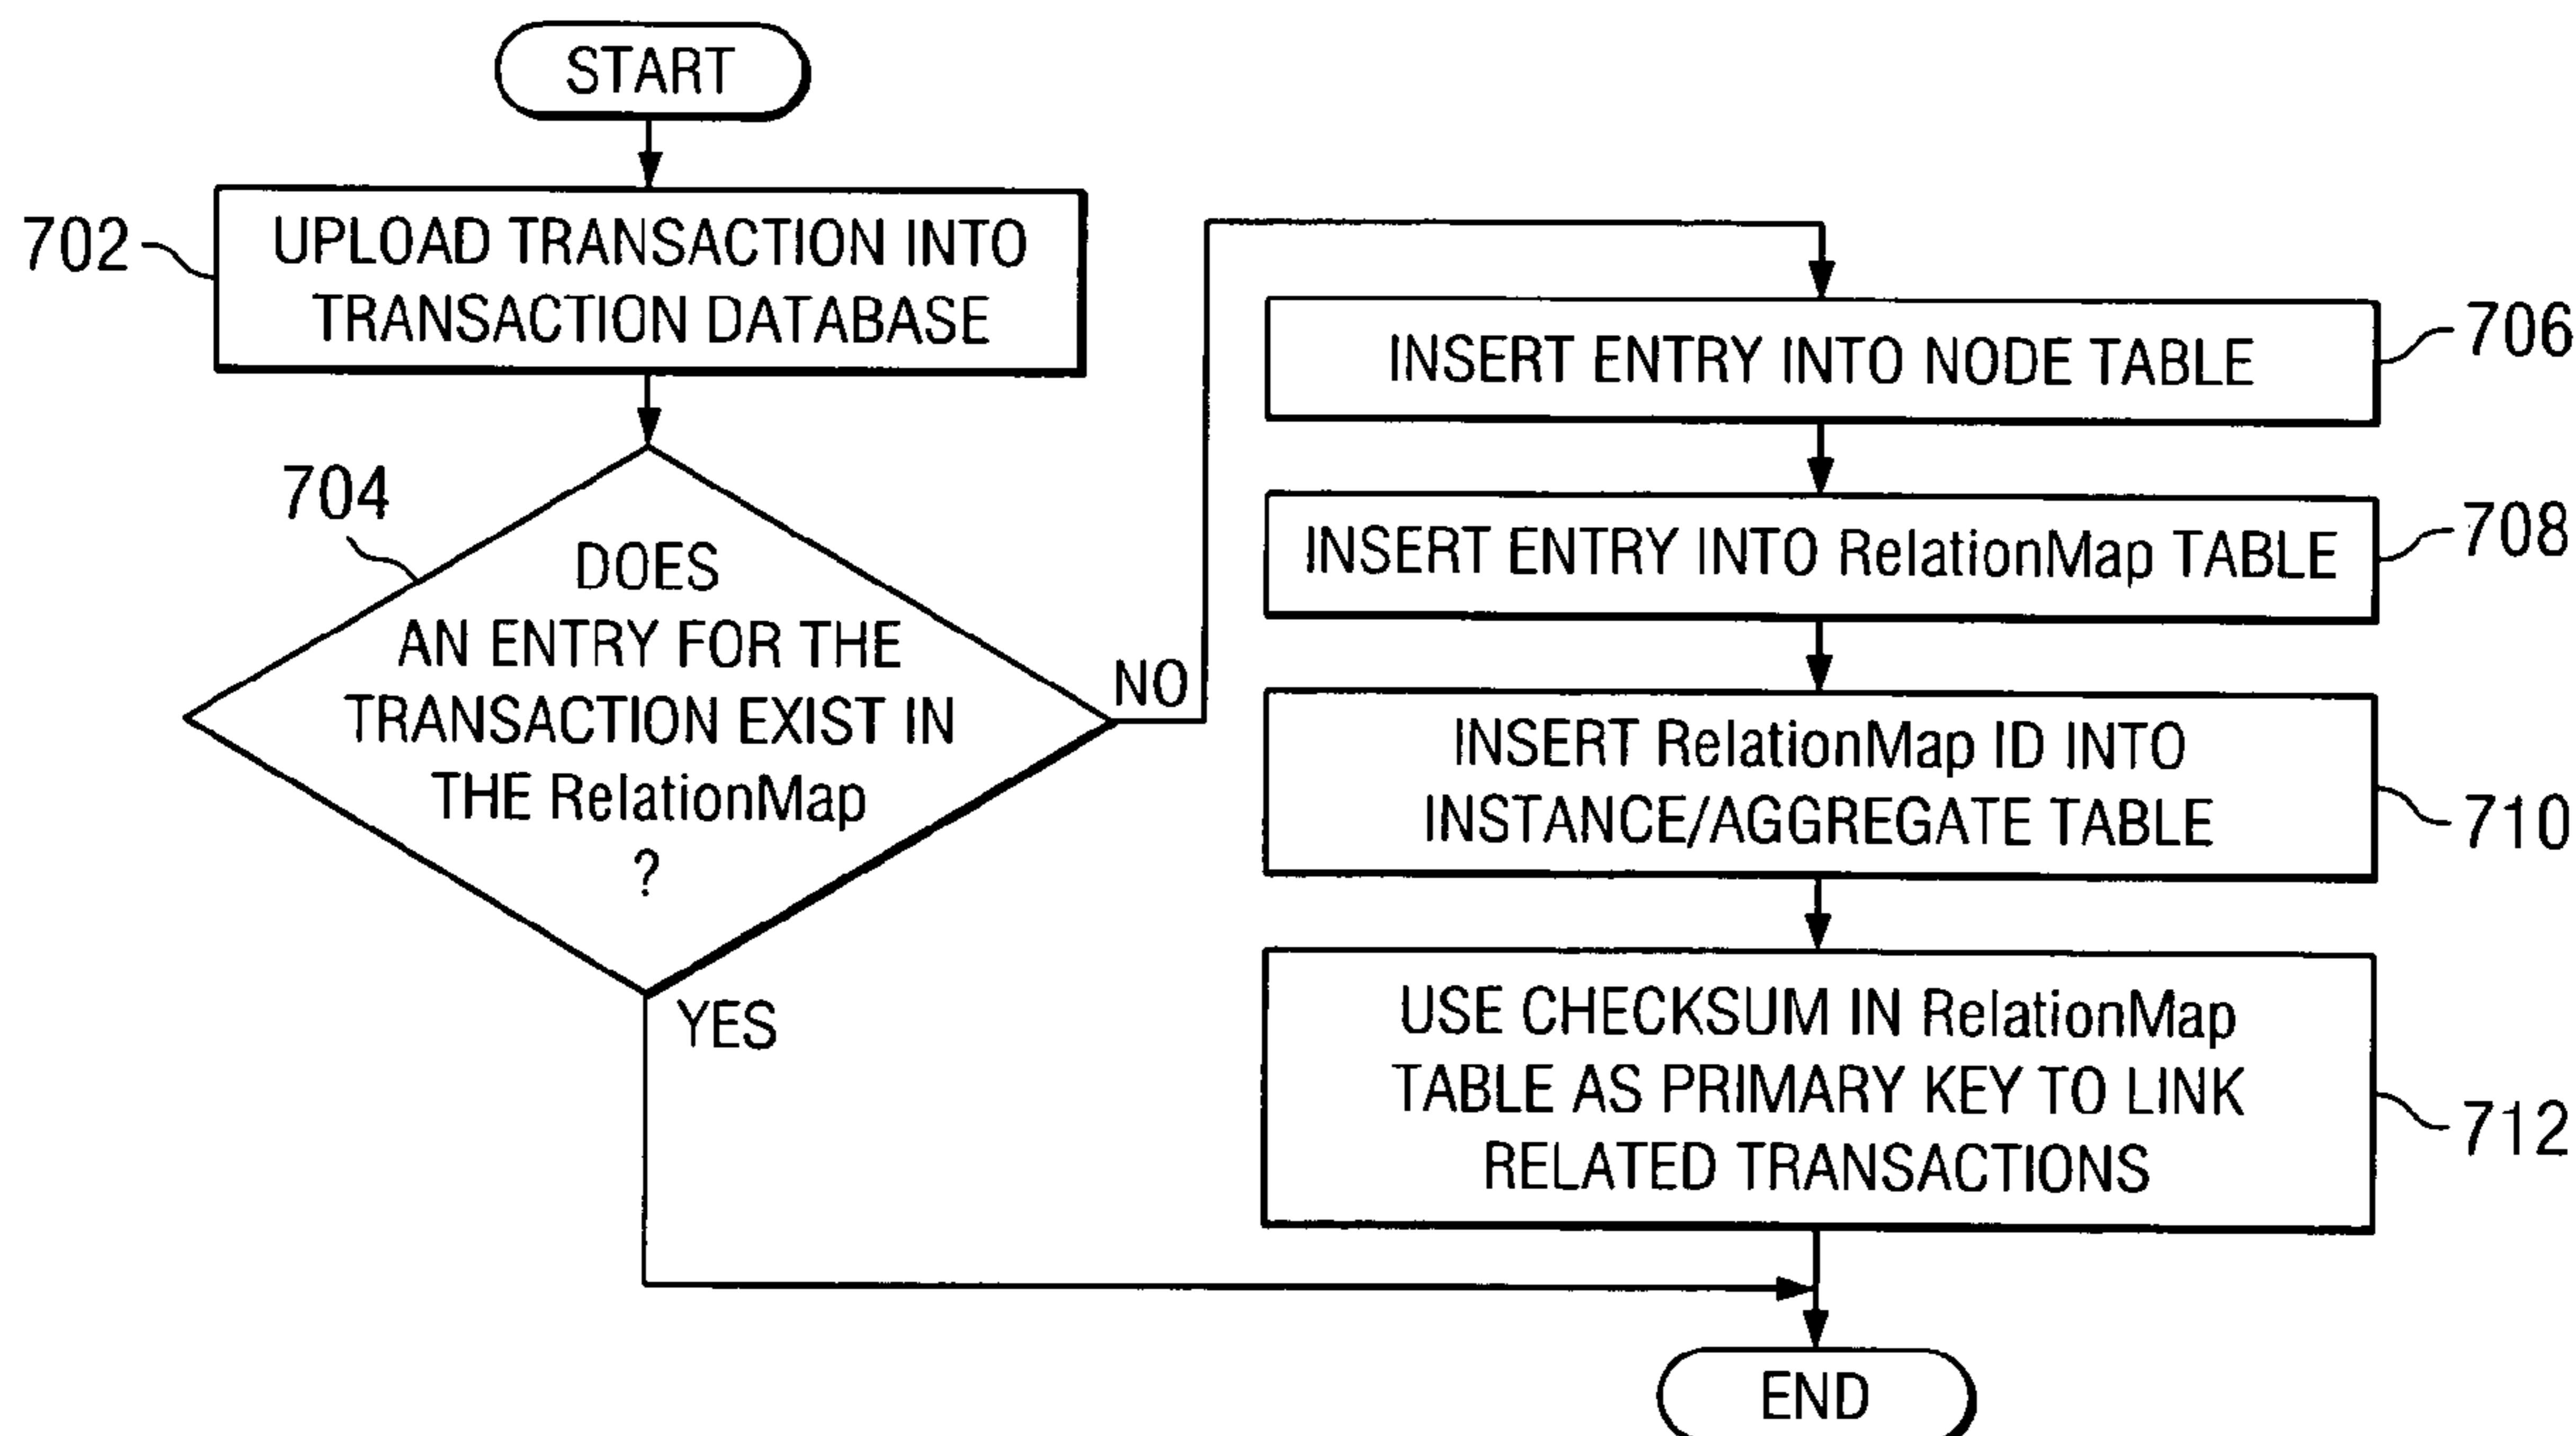 START
702
UPLOAD TRANSACTION INTO
TRANSACTION DATABASE
704
DOES
AN ENTRY FOR THE
TRANSACTION EXIST IN
THE RelationMap
?
NO
YES
INSERT ENTRY INTO NODE TABLE
706
INSERT ENTRY INTO RelationMap TABLE
708
INSERT RelationMap ID INTO
INSTANCE/AGGREGATE TABLE
710
USE CHECKSUM IN RelationMap
TABLE AS PRIMARY KEY TO LINK
RELATED TRANSACTIONS
712
END